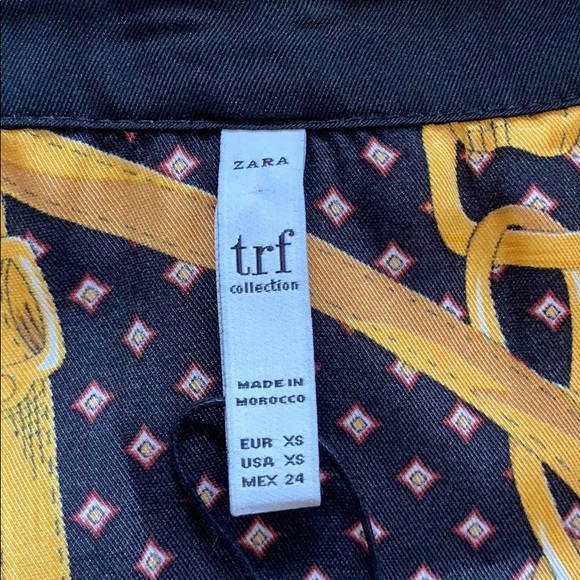 ZARA
trf
collection
MADE IN
MOROCCO
EUR XS
USA XS
MEX 24